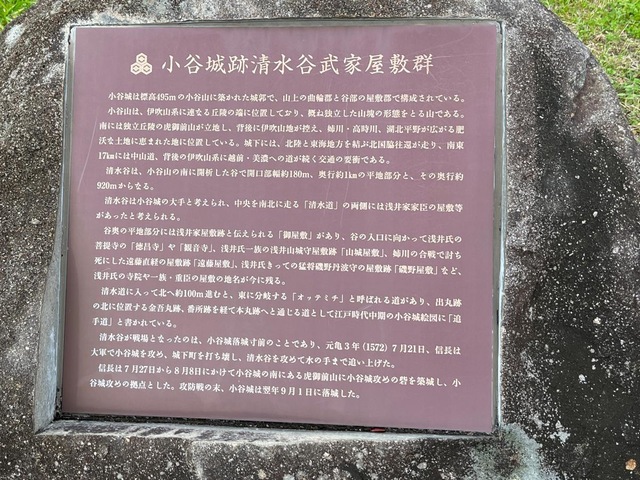 小谷城跡清水谷武家屋敷群
小谷城は標高495mの小谷山に築かれた城郭で、山上の曲輪郡と谷部の屋敷郡で構成されている。
小谷山は、伊吹山系に連なる丘陵の端に位置しており、概ね独立した山塊の形態をとる山である。
南には独立丘陵の虎御前山が立地し、背後に伊吹山地が控え、姉川・高時川、湖北平野が広がる肥
沃な土地に恵まれた地に位置している。城下には、北陸と東海地方を結ぶ北国脇往還が走り、南東
17kmには中山道、背後の伊吹山系に越前・美濃への道が続く交通の要衝である。
清水谷は、小谷山の南に開析した谷で開口部幅約180m、奥行約1kmの平地部分と、その奥行約
920mからなる。
清水谷は小谷城の大手と考えられ、中央を南北に走る「清水道」の両側には浅井家家臣の屋敷等
があったと考えられる。
谷奥の平地部分には浅井家屋敷跡と伝えられる「御屋敷」があり、谷の入口に向かって浅井氏の
菩提寺の「徳昌寺」や「観音寺」、浅井氏一族の浅井山城守屋敷跡「山城屋敷」、姉川の合戦で討ち
死にした遠藤直経の屋敷跡「遠藤屋敷」、浅井氏きっての猛将磯野丹波守の屋敷跡「磯野屋敷」など、
浅井氏の寺院や一族・重臣の屋敷の地名が今に残る。
清水道に入って北へ約100m進むと、東に分岐する「オッテミチ」と呼ばれる道があり、出丸跡
の北に位置する金吾丸跡、番所跡を経て本丸跡へと通じる道として江戸時代中期の小谷城絵図に「追
手道」と書かれている。
清水谷が戦場となったのは、小谷城落城寸前のことであり、元亀3年(1572)7月21日、信長は
大軍で小谷城を攻め、城下町を打ち壊し、清水谷を攻めて水の手まで追い上げた。
信長は7月27日から8月8日にかけて小谷城の南にある虎御前山に小谷城攻めの砦を築城し、小
谷城攻めの拠点とした。攻防戦の末、小谷城は翌年9月1日に落城した。